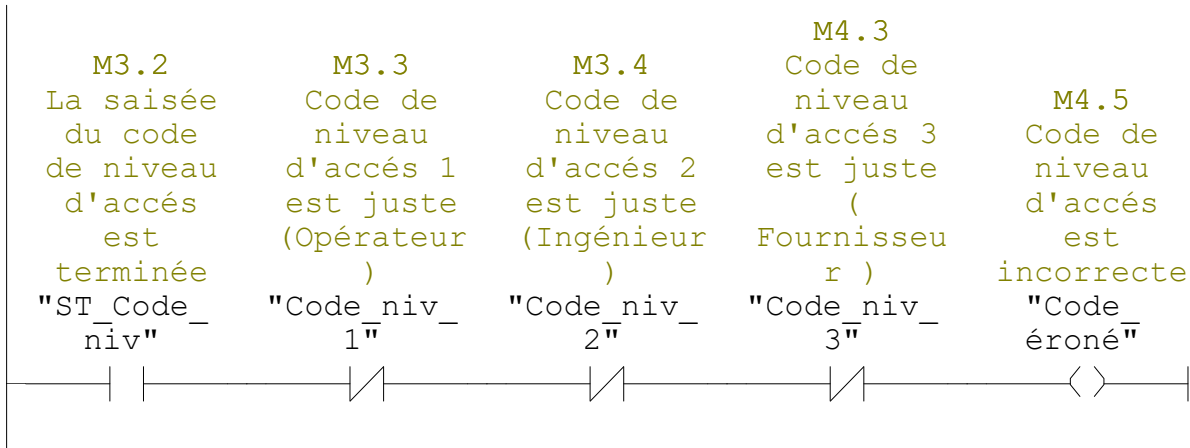 M3.2
La saisée
du code
de niveau
d'accés
est
terminée
"ST_Code_
niv"
M3.3
Code de
niveau
d'accés 1
est juste
(Opérateur
)
"Code_niv_
1"
M3.4
Code de
niveau
d'accés 2
est juste
(Ingénieur
)
"Code_niv_
2"
M4.3
Code de
niveau
d'accés 3
est juste
(
Fournisseu
r )
"Code_niv_
3"
M4.5
Code de
niveau
d'accés
est
incorrecte
"Code_
éroné"